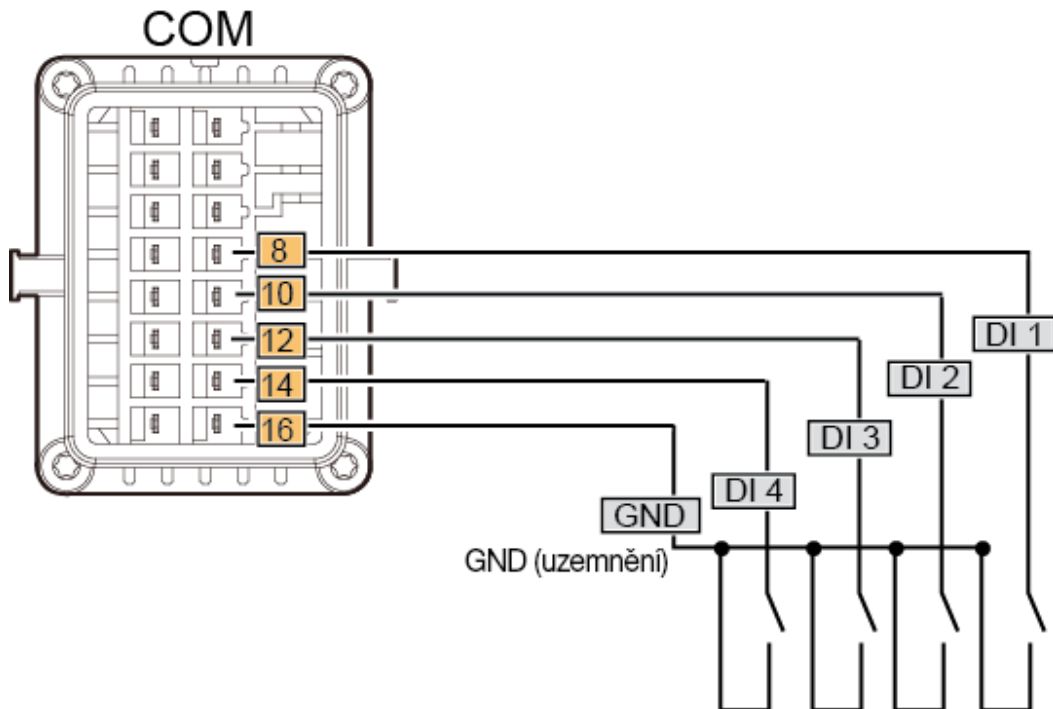 COM
8
10
12
14
16
DI 1
DI 2
DI 3
DI 4
GND
GND (uzemnění)